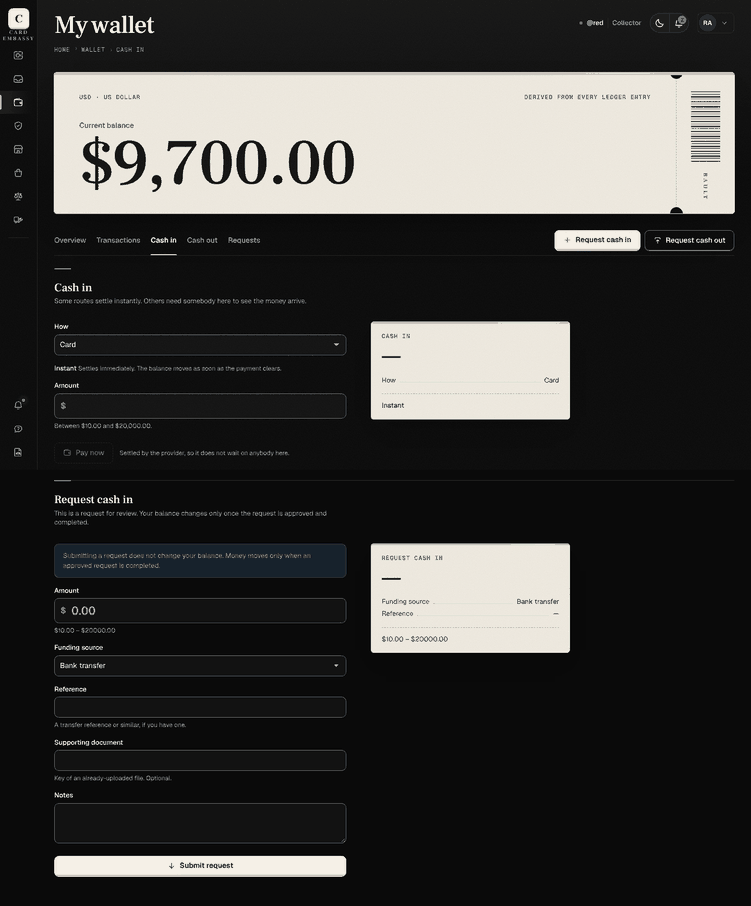 C
CARD
EMBASSY
My wallet
@red
Collector
RA
HOME
WALLET
CASH IN
USD · US DOLLAR
DERIVED FROM EVERY LEDGER ENTRY
Current balance
$9,700.00
Overview
Transactions
Cash in
Cash out
Requests
+ Request cash in
Request cash out
Cash in
Some routes settle instantly. Others need somebody here to see the money arrive.
How
Card
Instant Settles immediately. The balance moves as soon as the payment clears.
Amount
$
Between $10.00 and $20,000.00.
Pay now
Settled by the provider, so it does not wait on anybody here.
CASH IN
—
How
Card
Instant
Request cash in
This is a request for review. Your balance changes only once the request is approved and
completed.
Submitting a request does not change your balance. Money moves only when an
approved request is completed.
Amount
$ 0.00
$10.00 – $20000.00
Funding source
Bank transfer
Reference
A transfer reference or similar, if you have one.
Supporting document
Key of an already-uploaded file. Optional.
Notes
↓ Submit request
REQUEST CASH IN
—
Funding source
Bank transfer
Reference
—
$10.00 – $20000.00